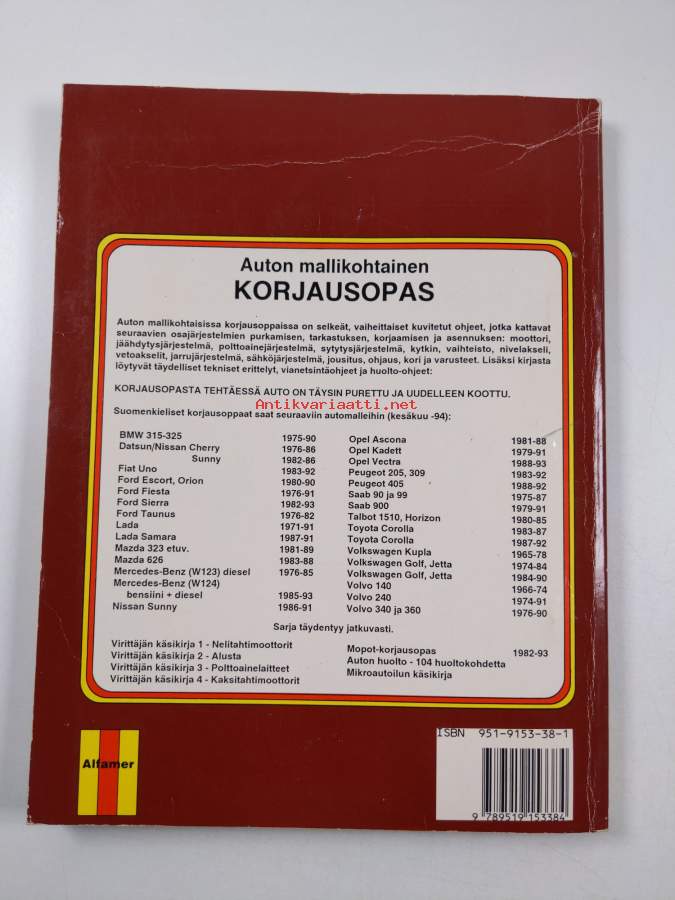 Auton mallikohtainen
KORJAUSOPAS
Auton mallikohtaisissa korjausoppaissa on selkeät, vaiheittaiset kuvitetut ohjeet, jotka kattavat
seuraavien osajärjestelmien purkamisen, tarkastuksen, korjaamisen ja asennuksen: moottori,
jäähdytysjärjestelmä, polttoainejärjestelmä, sytytysjärjestelmä, kytkin, vaihteisto, nivelakseli,
vetoakselit, jarrujärjestelmä, sähköjärjestelmä, jousitus, ohjaus, kori ja varusteet. Lisäksi kirjasta
löytyvät täydelliset tekniset erittelyt, vianetsintäohjeet ja huolto-ohjeet:
KORJAUSOPASTA TEHTÄESSÄ AUTO ON TÄYSIN PURETTU JA UUDELLEEN KOOTTU.
Antikvariaatti.net
Suomenkieliset korjausoppaat saat seuraaviin automalleihin (kesäkuu -94):
BMW 315-325 1975-90
Datsun/Nissan Cherry 1976-86
Sunny 1982-86
Fiat Uno 1983-92
Ford Escort, Orion 1980-90
Ford Fiesta 1976-91
Ford Sierra 1982-93
Ford Taunus 1976-82
Lada 1971-91
Lada Samara 1987-91
Mazda 323 etuv. 1981-89
Mazda 626 1983-88
Mercedes-Benz (W123) diesel 1976-85
Mercedes-Benz (W124)
bensiini + diesel 1985-93
Nissan Sunny 1986-91
Opel Ascona 1981-88
Opel Kadett 1979-91
Opel Vectra 1988-93
Peugeot 205, 309 1983-92
Peugeot 405 1988-92
Saab 90 ja 99 1975-87
Saab 900 1979-91
Talbot 1510, Horizon 1980-85
Toyota Corolla 1983-87
Toyota Corolla 1987-92
Volkswagen Kupla 1965-78
Volkswagen Golf, Jetta 1974-84
Volkswagen Golf, Jetta 1984-90
Volvo 140 1966-74
Volvo 240 1974-91
Volvo 340 ja 360 1976-90
Sarja täydentyy jatkuvasti.
Virittäjän käsikirja 1 - Nelitahtimoottorit
Virittäjän käsikirja 2 - Alusta
Virittäjän käsikirja 3 - Polttoainelaitteet
Virittäjän käsikirja 4 - Kaksitahtimoottorit
Mopot-korjausopas 1982-93
Auton huolto - 104 huoltokohdetta
Mikroautoilun käsikirja
Alfamer
ISBN 951-9153-38-1
9 789519 153384